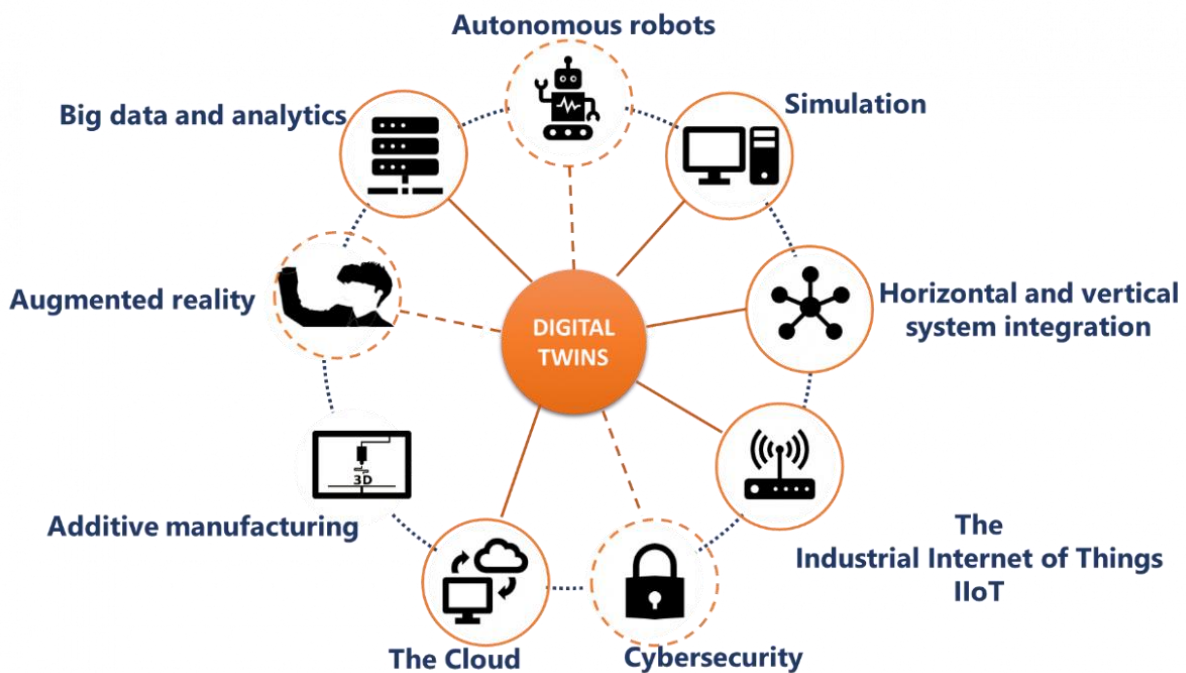 Autonomous robots
Big data and analytics
Simulation
Augmented reality
Horizontal and vertical
system integration
DIGITAL
TWINS
3D
Additive manufacturing
The
Industrial Internet of Things
IIoT
The Cloud
Cybersecurity